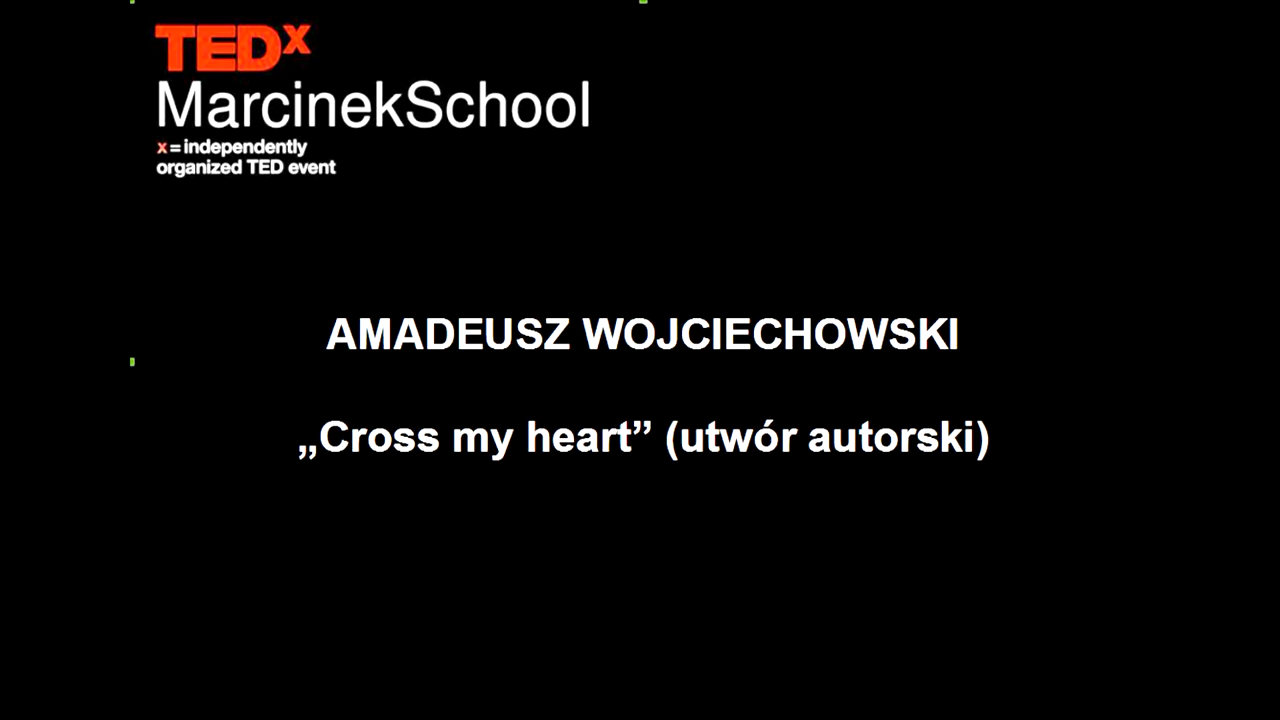 TEDx
MarcinekSchool
x = independently
organized TED event
AMADEUSZ WOJCIECHOWSKI
„Cross my heart” (utwór autorski)